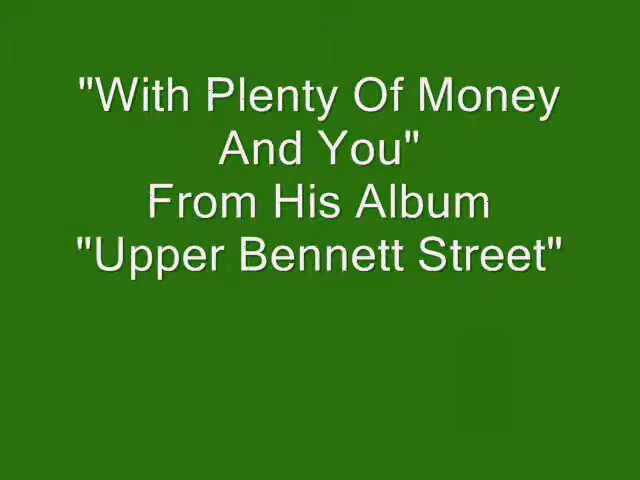 "With Plenty Of Money
And You"
From His Album
"Upper Bennett Street"